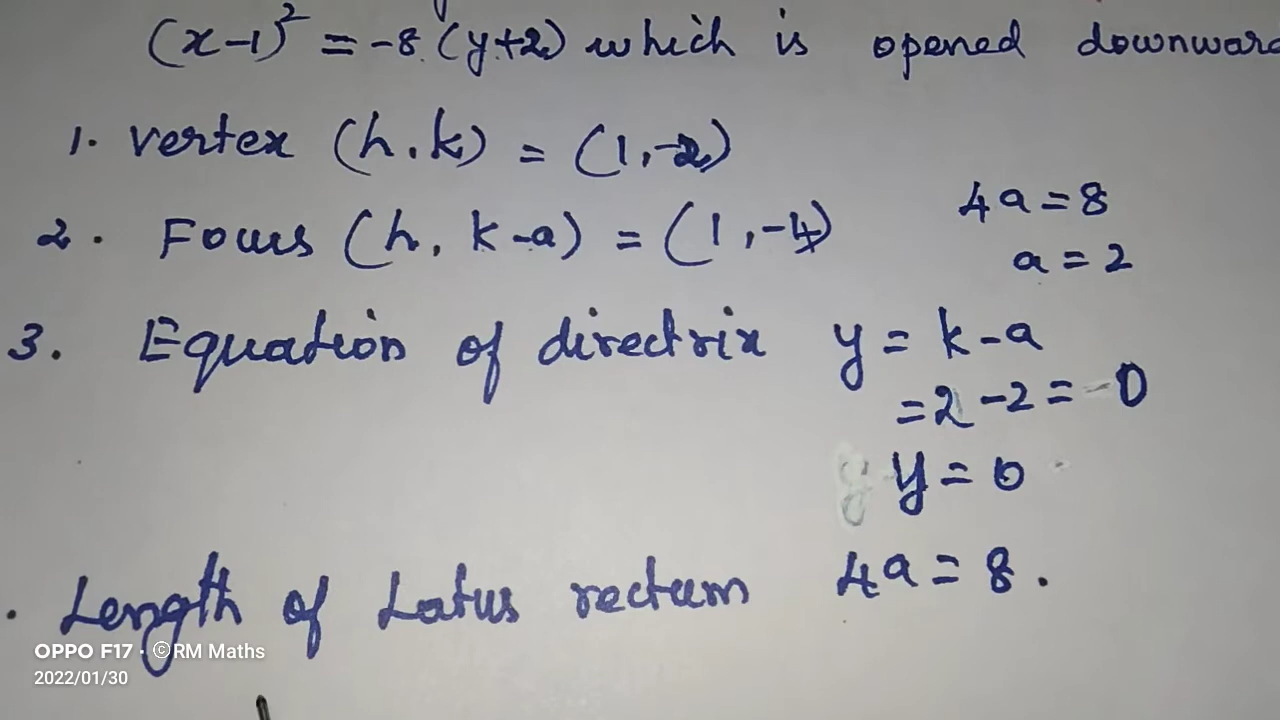 (x-1)² = -8 (y+2) which is opened downward
1. vertex (h, k) = (1, -2)
2. Focus (h, k-a) = (1, -4)
4a = 8
a = 2
3. Equation of directrix y = k-a
= 2 -2 = 0
y = 0
. Length of Latus rectum 4a = 8.
OPPO F17 · ©RM Maths
2022/01/30